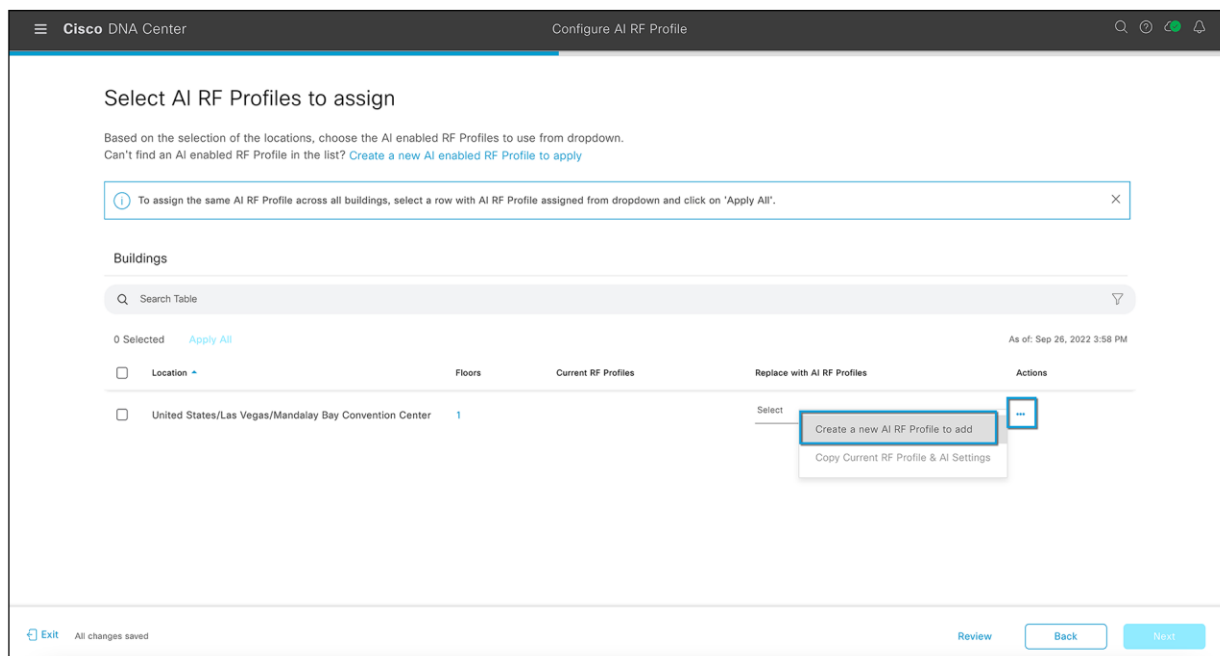 Cisco DNA Center
Configure AI RF Profile
Select AI RF Profiles to assign
Based on the selection of the locations, choose the AI enabled RF Profiles to use from dropdown.
Can't find an AI enabled RF Profile in the list? Create a new AI enabled RF Profile to apply
To assign the same AI RF Profile across all buildings, select a row with AI RF Profile assigned from dropdown and click on 'Apply All'.
Buildings
Search Table
0 Selected Apply All As of: Sep 26, 2022 3:58 PM
Location Floors Current RF Profiles Replace with AI RF Profiles Actions
United States/Las Vegas/Mandalay Bay Convention Center 1 Select
Create a new AI RF Profile to add
Copy Current RF Profile & AI Settings
Exit All changes saved Review Back Next